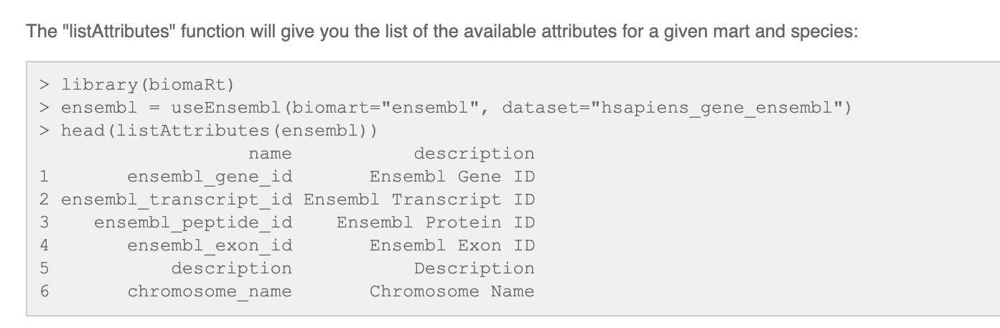 The "listAttributes" function will give you the list of the available attributes for a given mart and species:
> library(biomaRt)
> ensembl = useEnsembl(biomart="ensembl", dataset="hsapiens_gene_ensembl")
> head(listAttributes(ensembl))
                   name           description
1       ensembl_gene_id       Ensembl Gene ID
2 ensembl_transcript_id Ensembl Transcript ID
3    ensembl_peptide_id    Ensembl Protein ID
4       ensembl_exon_id       Ensembl Exon ID
5           description           Description
6       chromosome_name       Chromosome Name